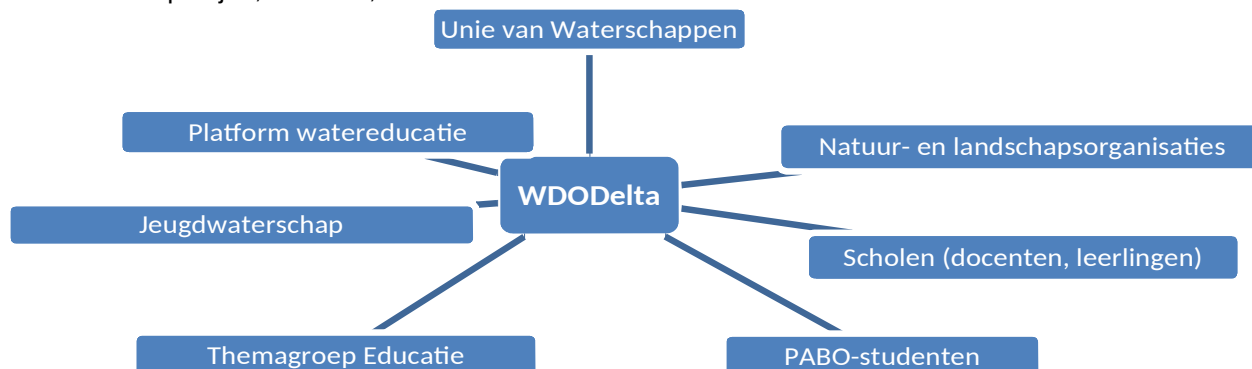 Unie van Waterschappen
Platform watereducatie
Natuur- en landschapsorganisaties
WDODelta
Jeugdwaterschap
Scholen (docenten, leerlingen)
Themagroep Educatie
PABO-studenten